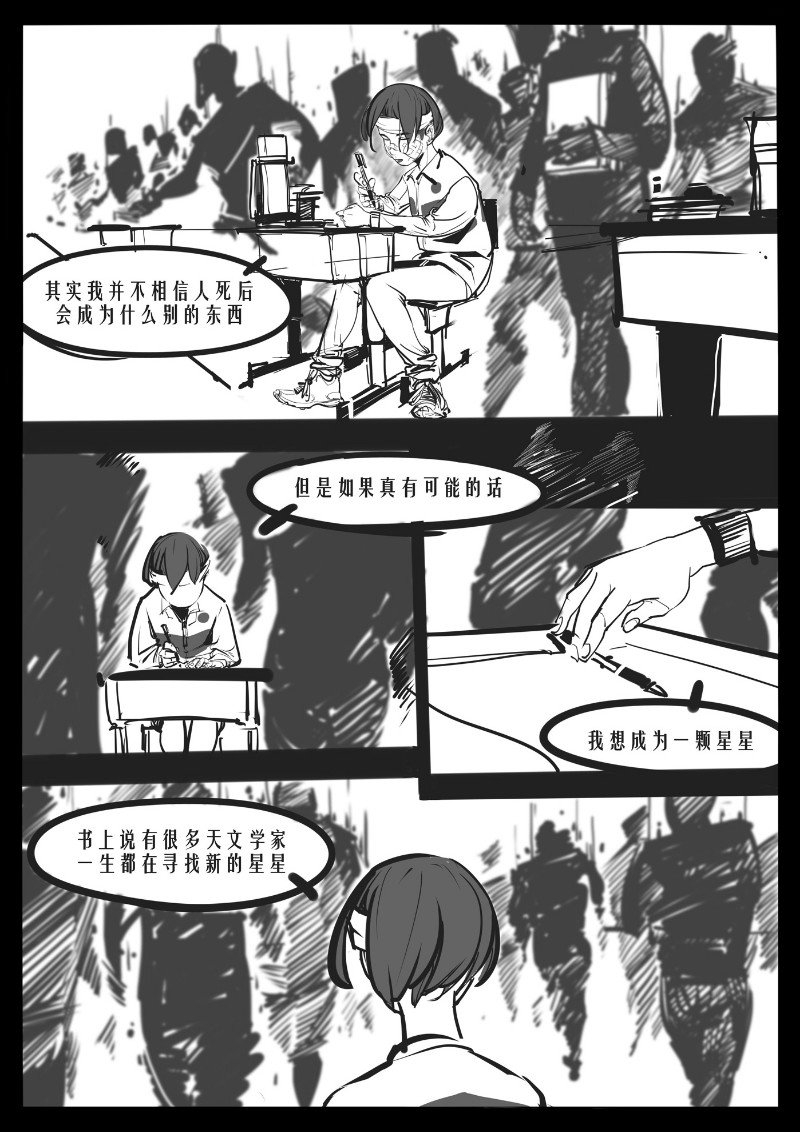 其实我并不相信人死后
会成为什么别的东西
但是如果真有可能的话
我想成为一颗星星
书上说有很多天文学家
一生都在寻找新的星星